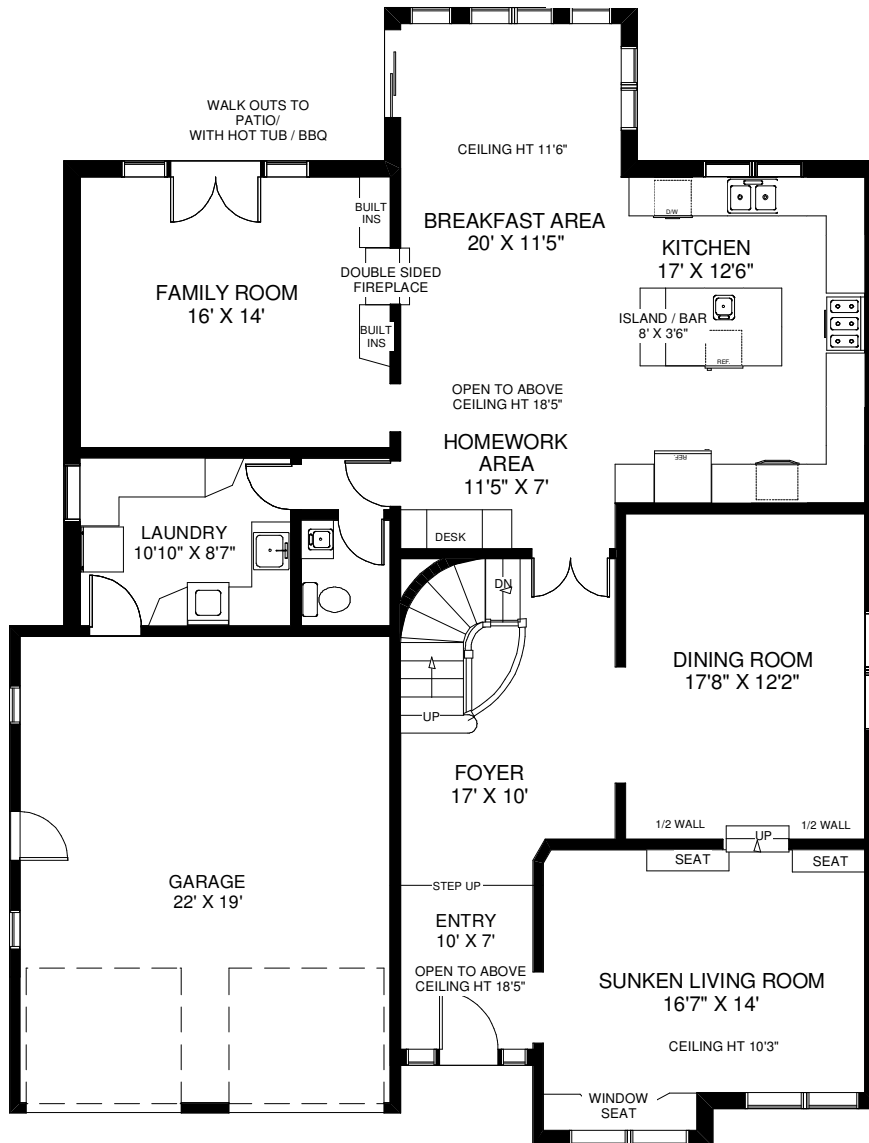 WALK OUTS TO
PATIO/
WITH HOT TUB / BBQ
CEILING HT 11'6"
BREAKFAST AREA
20' X 11'5"
BUILT
INS
D/W
KITCHEN
17' X 12'6"
DOUBLE SIDED
FIREPLACE
FAMILY ROOM
16' X 14'
BUILT
INS
ISLAND / BAR
8' X 3'6"
REF.
OPEN TO ABOVE
CEILING HT 18'5"
HOMEWORK
AREA
11'5" X 7'
REF.
LAUNDRY
10'10" X 8'7"
DESK
DN
UP
DINING ROOM
17'8" X 12'2"
FOYER
17' X 10'
1/2 WALL
UP
1/2 WALL
SEAT
SEAT
GARAGE
22' X 19'
STEP UP
ENTRY
10' X 7'
OPEN TO ABOVE
CEILING HT 18'5"
SUNKEN LIVING ROOM
16'7" X 14'
CEILING HT 10'3"
WINDOW
SEAT